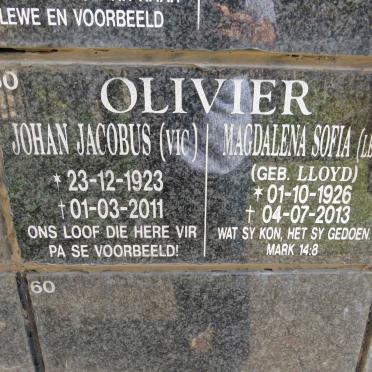 LEWE EN VOORBEELD
OLIVIER
JOHAN JACOBUS (VIC)
* 23-12-1923
† 01-03-2011
ONS LOOF DIE HERE VIR
PA SE VOORBEELD!
MAGDALENA SOFIA
(GEB. LLOYD)
* 01-10-1926
† 04-07-2013
WAT SY KON, HET SY GEDOEN.
MARK 14:8
60